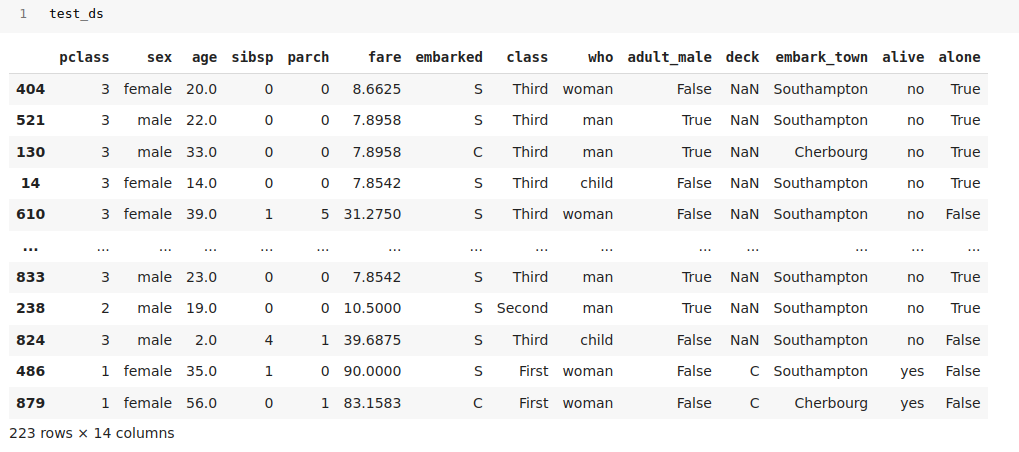 1 test_ds
pclass sex age sibsp parch fare embarked class who adult_male deck embark_town alive alone
404 3 female 20.0 0 0 8.6625 S Third woman False NaN Southampton no True
521 3 male 22.0 0 0 7.8958 S Third man True NaN Southampton no True
130 3 male 33.0 0 0 7.8958 C Third man True NaN Cherbourg no True
14 3 female 14.0 0 0 7.8542 S Third child False NaN Southampton no True
610 3 female 39.0 1 5 31.2750 S Third woman False NaN Southampton no False
... ... ... ... ... ... ... ... ... ... ... ... ... ... ...
833 3 male 23.0 0 0 7.8542 S Third man True NaN Southampton no True
238 2 male 19.0 0 0 10.5000 S Second man True NaN Southampton no True
824 3 male 2.0 4 1 39.6875 S Third child False NaN Southampton no False
486 1 female 35.0 1 0 90.0000 S First woman False C Southampton yes False
879 1 female 56.0 0 1 83.1583 C First woman False C Cherbourg yes False
223 rows × 14 columns